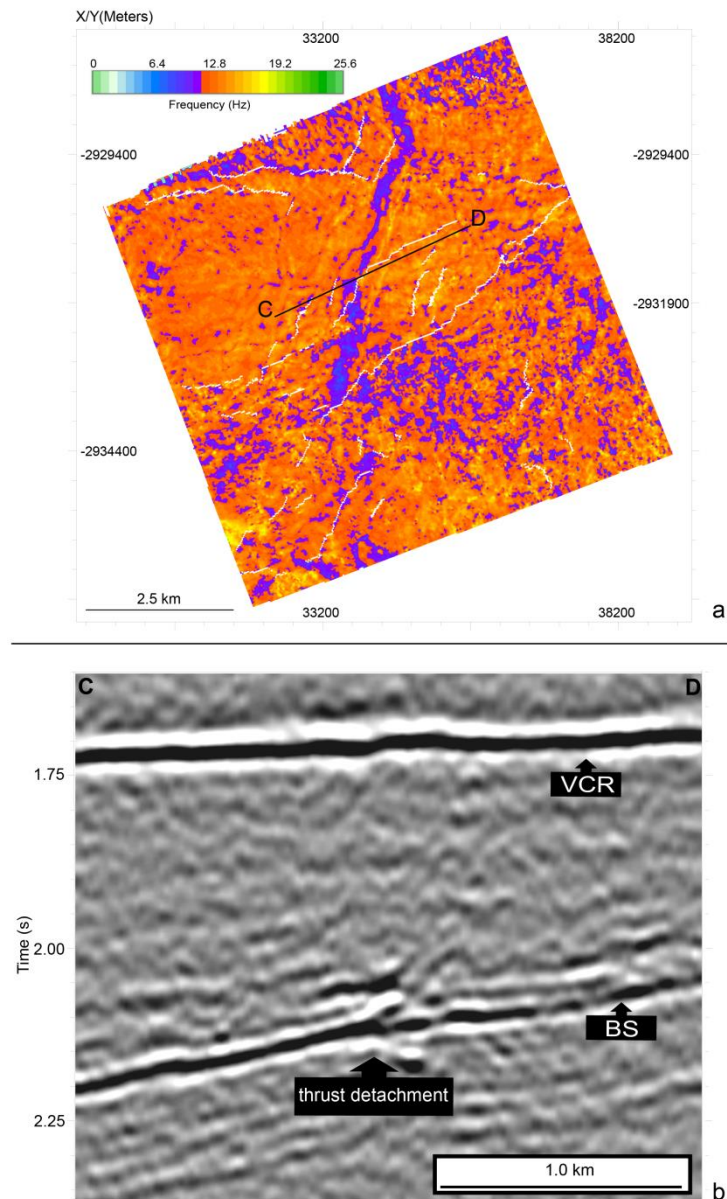 X/Y(Meters)
33200 38200
0 6.4 12.8 19.2 25.6
Frequency (Hz)
-2929400 -2929400
D
C
-2931900
-2934400
2.5 km
33200 38200
a
C D
1.75
VCR
Time (s)
2.00
BS
thrust detachment
2.25
1.0 km
b